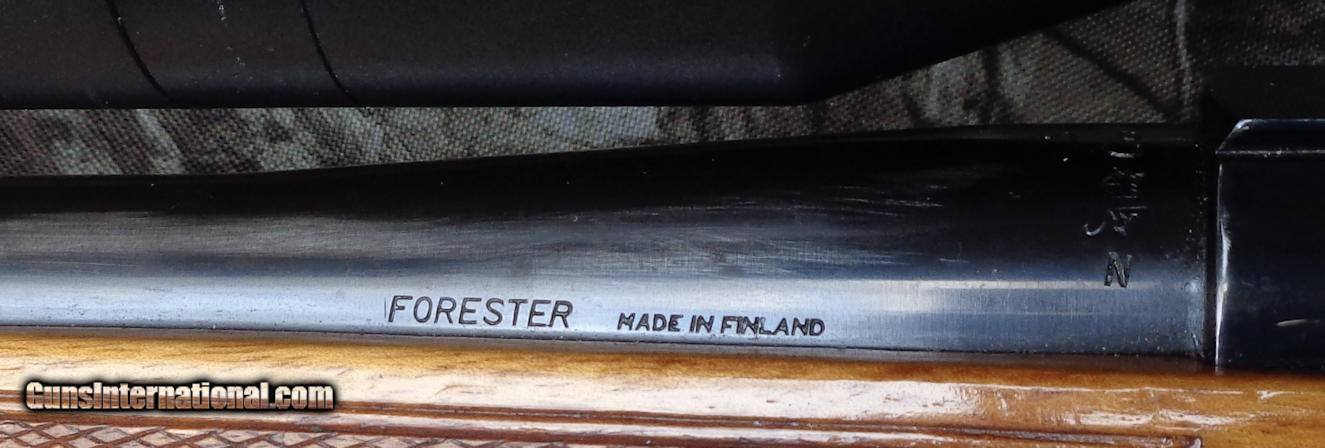 FORESTER MADE IN FINLAND
N
GunsInternational.com